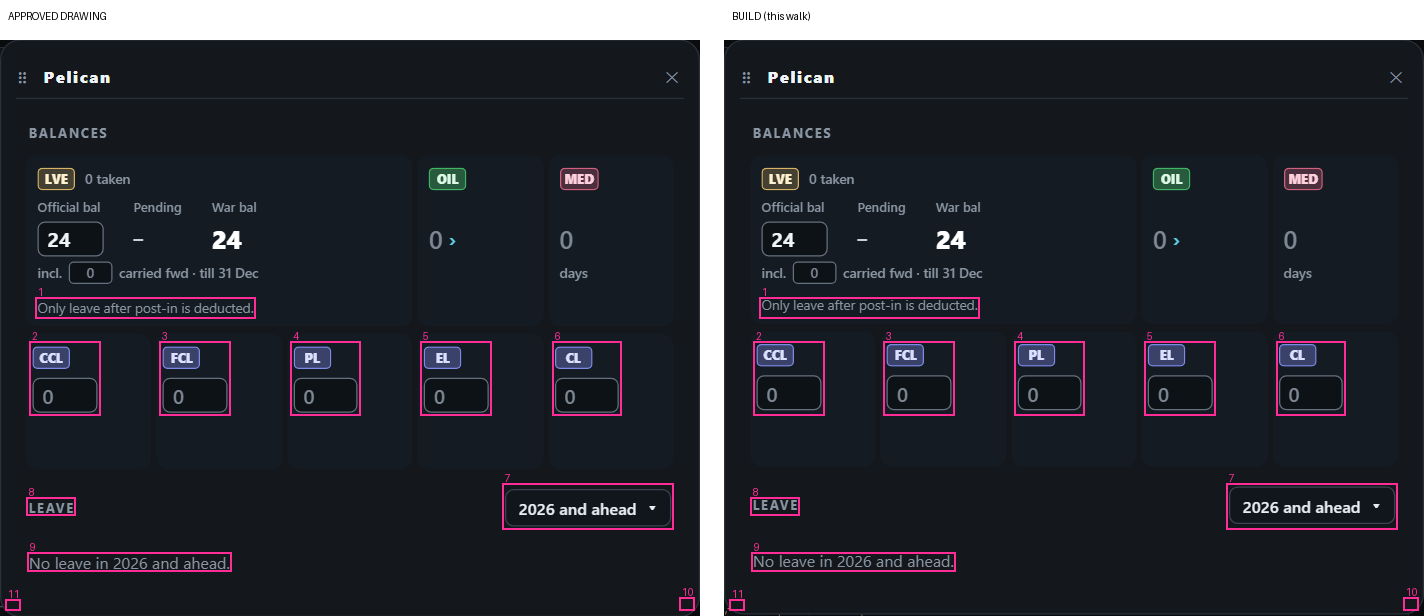 APPROVED DRAWING
Pelican
BALANCES
LVE 0 taken OIL MED
Official bal Pending War bal
24 – 24 0 › 0
incl. 0 carried fwd · till 31 Dec days
1
Only leave after post-in is deducted.
2 3 4 5 6
CCL FCL PL EL CL
0 0 0 0 0
7
8
LEAVE 2026 and ahead
9
No leave in 2026 and ahead.
11 10
BUILD (this walk)
Pelican
BALANCES
LVE 0 taken OIL MED
Official bal Pending War bal
24 – 24 0 › 0
incl. 0 carried fwd · till 31 Dec days
1
Only leave after post-in is deducted.
2 3 4 5 6
CCL FCL PL EL CL
0 0 0 0 0
7
8
LEAVE 2026 and ahead
9
No leave in 2026 and ahead.
11 10